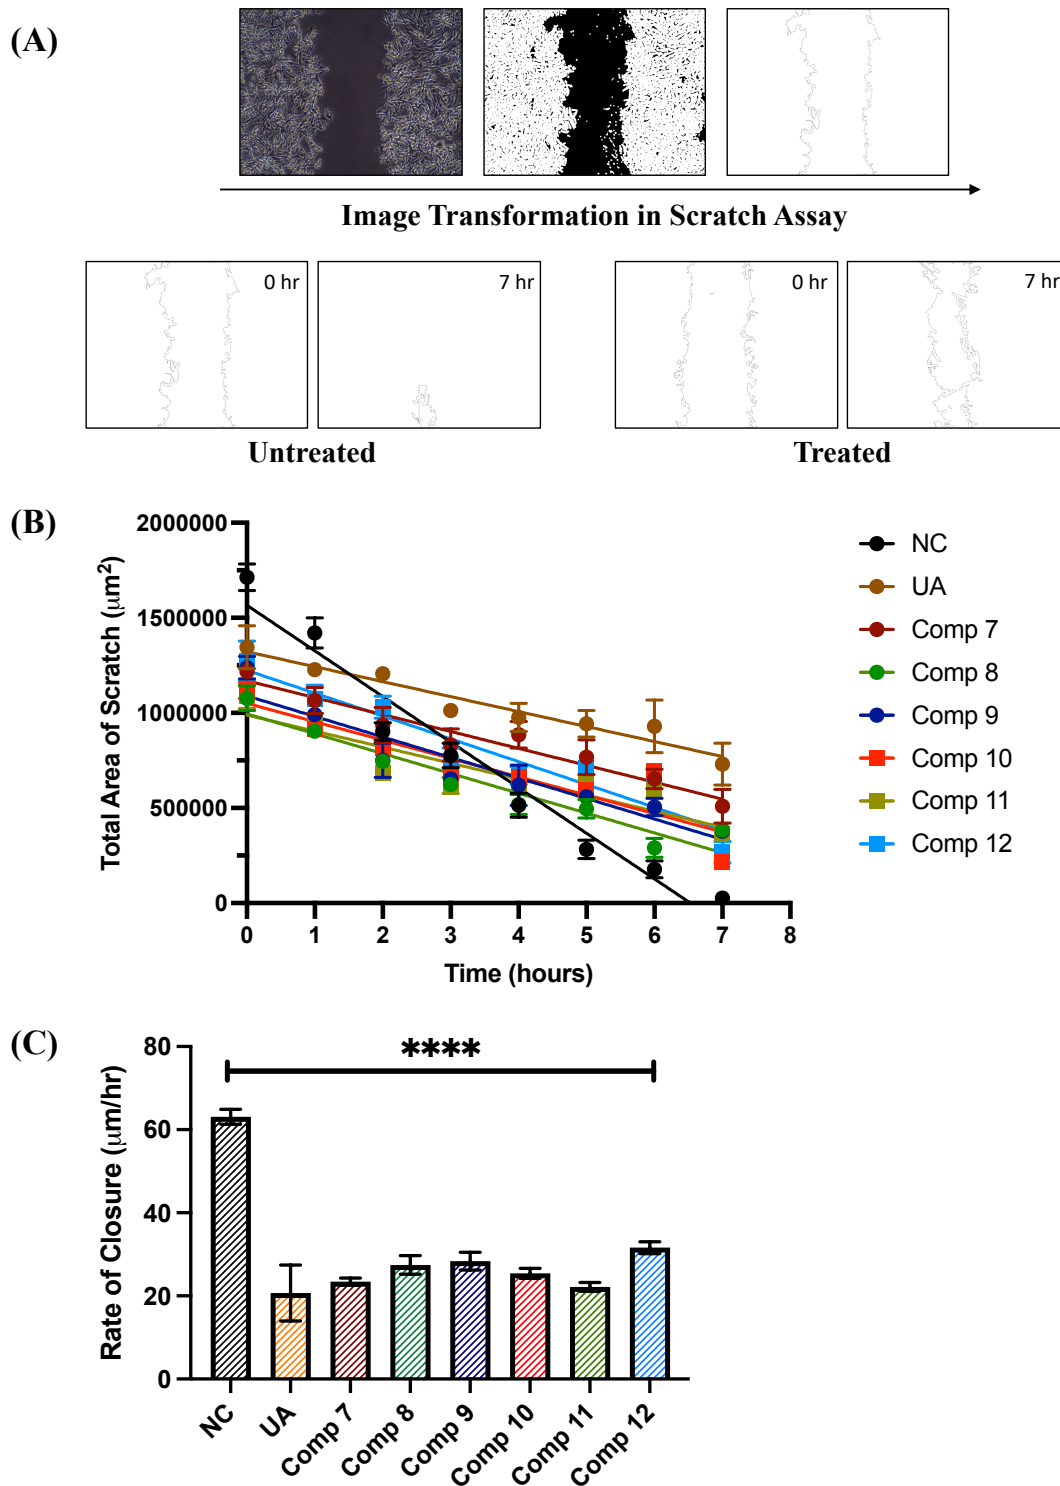 (A)
Image Transformation in Scratch Assay
0 hr
7 hr
0 hr
7 hr
Untreated
Treated
(B)
Total Area of Scratch (μm²)
2000000
1500000
1000000
500000
0
0 1 2 3 4 5 6 7 8
Time (hours)
NC
UA
Comp 7
Comp 8
Comp 9
Comp 10
Comp 11
Comp 12
(C)
Rate of Closure (μm/hr)
80
60
40
20
0
****
NC
UA
Comp 7
Comp 8
Comp 9
Comp 10
Comp 11
Comp 12